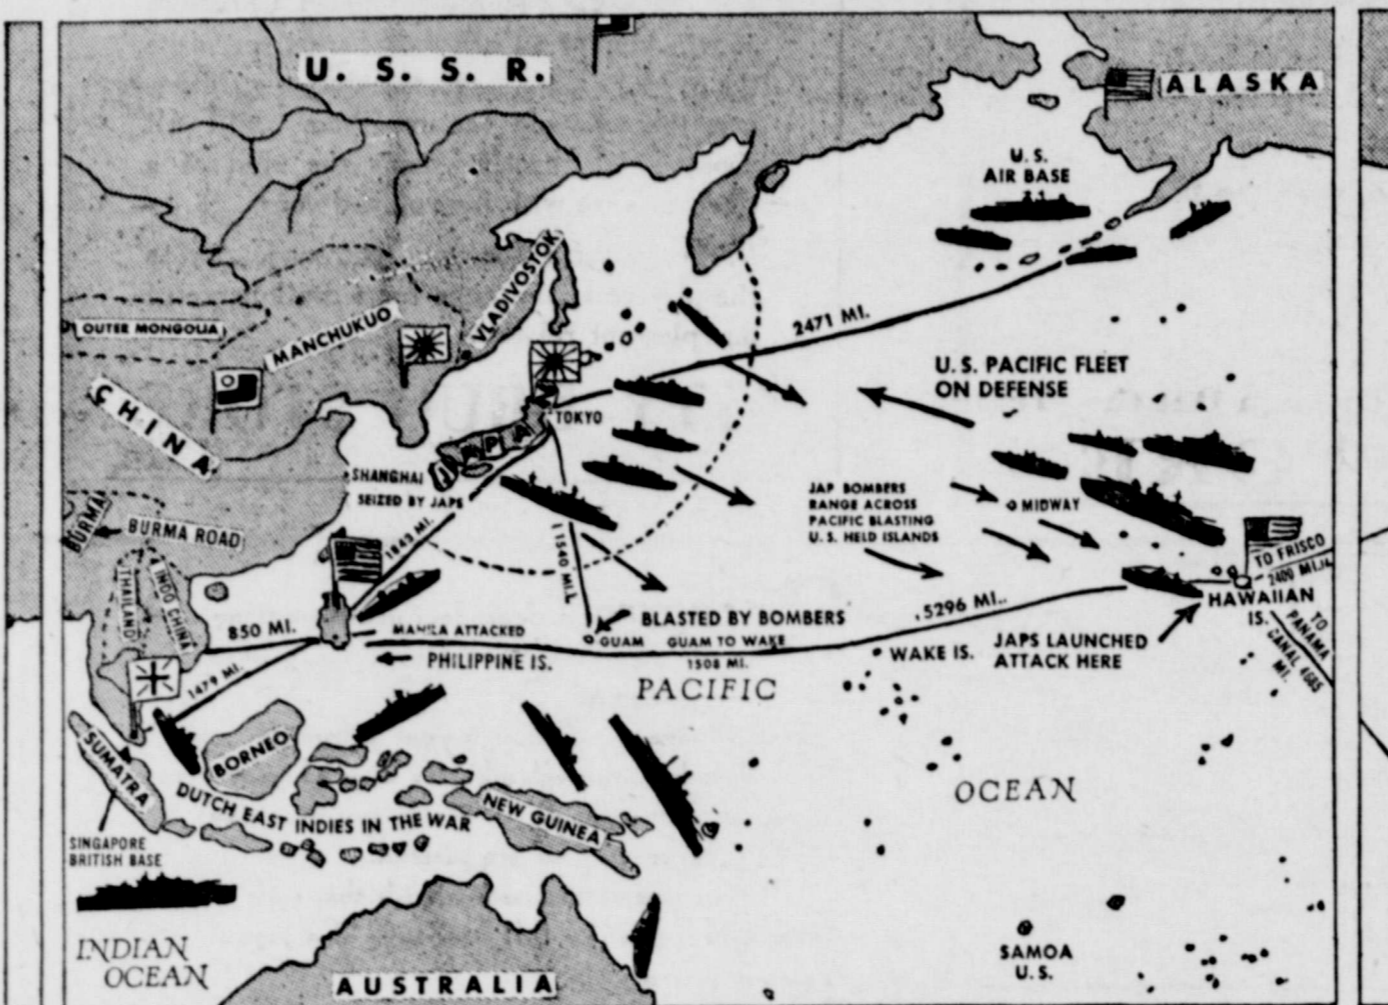 U. S. S. R.
ALASKA
U. S.
AIR BASE
VLADIVOSTOK
OUTER MONGOLIA
MANCHUKUO
2471 MI.
U.S. PACIFIC FLEET
ON DEFENSE
CHINA
TOKYO
JAPAN
SHANGHAI
SEIZED BY JAPS
JAP BOMBERS
RANGE ACROSS
PACIFIC BLASTING
U.S. HELD ISLANDS
MIDWAY
BURMA
BURMA ROAD
1843 MI.
1540 MI.
TO FRISCO
2400 MI.
THAILAND
INDO CHINA
HAWAIIAN
IS.
5296 MI.
850 MI.
MANILA ATTACKED
BLASTED BY BOMBERS
GUAM
GUAM TO WAKE
1508 MI.
WAKE IS.
JAPS LAUNCHED
ATTACK HERE
TO
PANAMA
CANAL 4685
MI.
PHILIPPINE IS.
1479 MI.
PACIFIC
OCEAN
SUMATRA
BORNEO
DUTCH EAST INDIES IN THE WAR
NEW GUINEA
SINGAPORE
BRITISH BASE
INDIAN
OCEAN
AUSTRALIA
SAMOA
U.S.